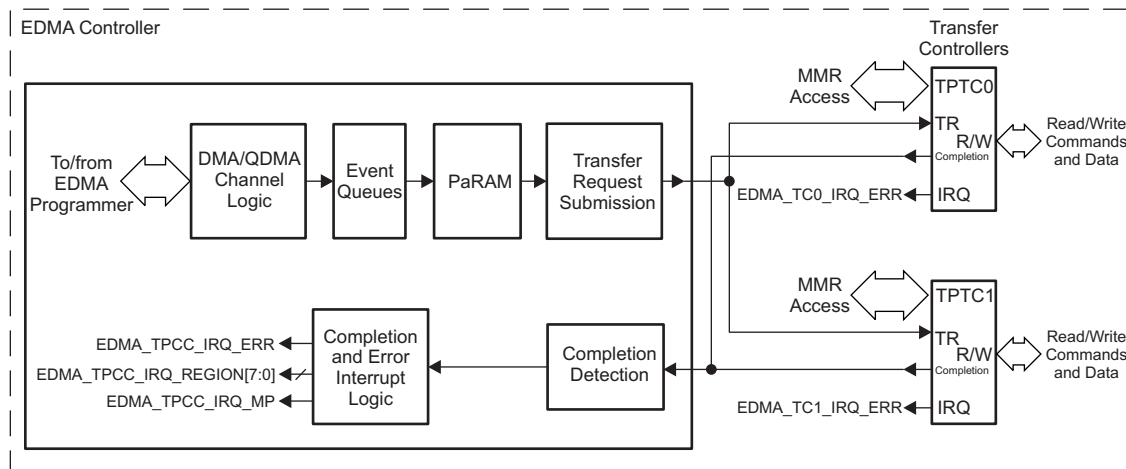 EDMA Controller
Transfer
Controllers
MMR
Access
TPTC0
TR
R/W
Completion
IRQ
Read/Write
Commands
and Data
EDMA_TC0_IRQ_ERR
To/from
EDMA
Programmer
DMA/QDMA
Channel
Logic
Event
Queues
PaRAM
Transfer
Request
Submission
MMR
Access
TPTC1
TR
R/W
Completion
IRQ
Read/Write
Commands
and Data
EDMA_TC1_IRQ_ERR
EDMA_TPCC_IRQ_ERR
EDMA_TPCC_IRQ_REGION[7:0]
EDMA_TPCC_IRQ_MP
Completion
and Error
Interrupt
Logic
Completion
Detection